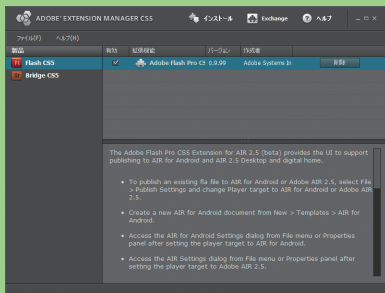 ADOBE® EXTENSION MANAGER CS5 インストール Exchange ヘルプ
ファイル(F) ヘルプ(H)
製品 有効 拡張機能 バージョン 作成者
Flash CS5 Adobe Flash Pro CS 0.9.99 Adobe Systems In 削除
Bridge CS5
The Adobe Flash Pro CS5 Extension for AIR 2.5 (beta) provides the UI to support
publishing to AIR for Android and AIR 2.5 Desktop and digital home.
• To publish an existing fla file to AIR for Android or Adobe AIR 2.5, select File
> Publish Settings and change Player target to AIR for Android or Adobe AIR
2.5.
• Create a new AIR for Android document from New > Templates > AIR for
Android.
• Access the AIR for Android Settings dialog from File menu or Properties
panel after setting the player target to AIR for Android.
• Access the AIR Settings dialog from File menu or Properties panel after
setting the player target to Adobe AIR 2.5.